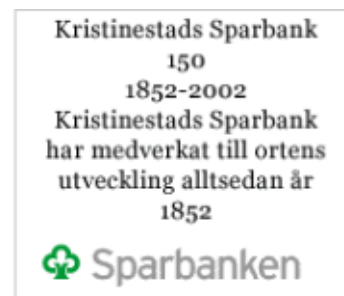 Kristinestads Sparbank
150
1852-2002
Kristinestads Sparbank
har medverkat till ortens
utveckling alltsedan år
1852
Sparbanken